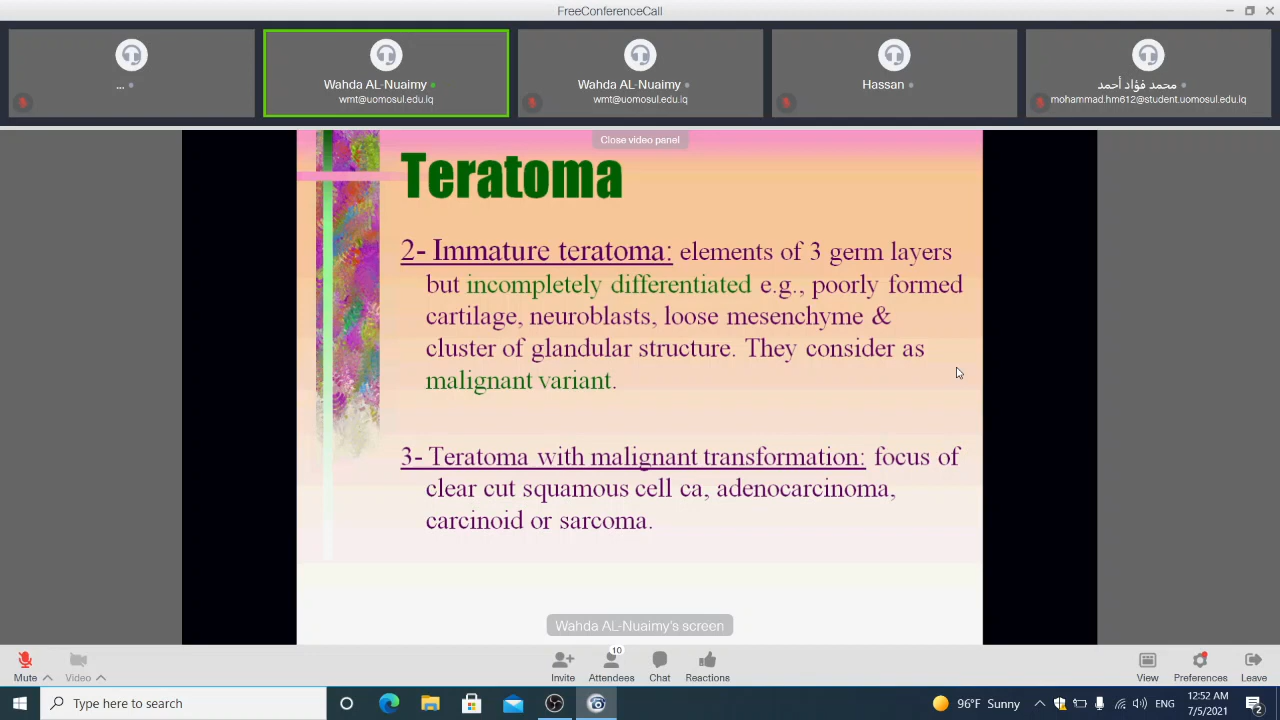 FreeConferenceCall
...
Wahda AL-Nuaimy
wmt@uomosul.edu.iq
Wahda AL-Nuaimy
wmt@uomosul.edu.iq
Hassan
محمد فؤاد أحمد
mohammad.hm612@student.uomosul.edu.iq
Close video panel
Teratoma
2- Immature teratoma: elements of 3 germ layers
but incompletely differentiated e.g., poorly formed
cartilage, neuroblasts, loose mesenchyme &
cluster of glandular structure. They consider as
malignant variant.
3- Teratoma with malignant transformation: focus of
clear cut squamous cell ca, adenocarcinoma,
carcinoid or sarcoma.
Wahda AL-Nuaimy's screen
10
Mute Video Invite Attendees Chat Reactions View Preferences Leave
Type here to search
96°F Sunny
ENG
12:52 AM
7/5/2021
2